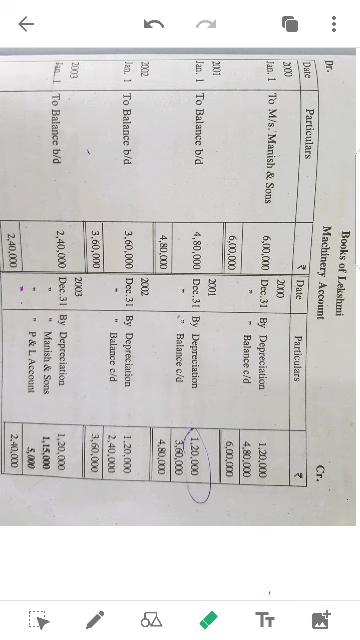 Books of Lekshmi
Machinery Account
Dr. Cr.
Date Particulars ₹ Date Particulars ₹
2000 2000
Jan. 1 To M/s. Manish & Sons 6,00,000 Dec.31 By Depreciation 1,20,000
" " Balance c/d 4,80,000
6,00,000 6,00,000
2001 2001
Jan. 1 To Balance b/d 4,80,000 Dec.31 By Depreciation 1,20,000
" " Balance c/d 3,60,000
4,80,000 4,80,000
2002 2002
Jan. 1 To Balance b/d 3,60,000 Dec.31 By Depreciation 1,20,000
" " Balance c/d 2,40,000
3,60,000 3,60,000
2003 2003
Jan. 1 To Balance b/d 2,40,000 Dec.31 By Depreciation 1,20,000
" " Manish & Sons 1,15,000
" " P & L Account 5,000
2,40,000 2,40,000
TT